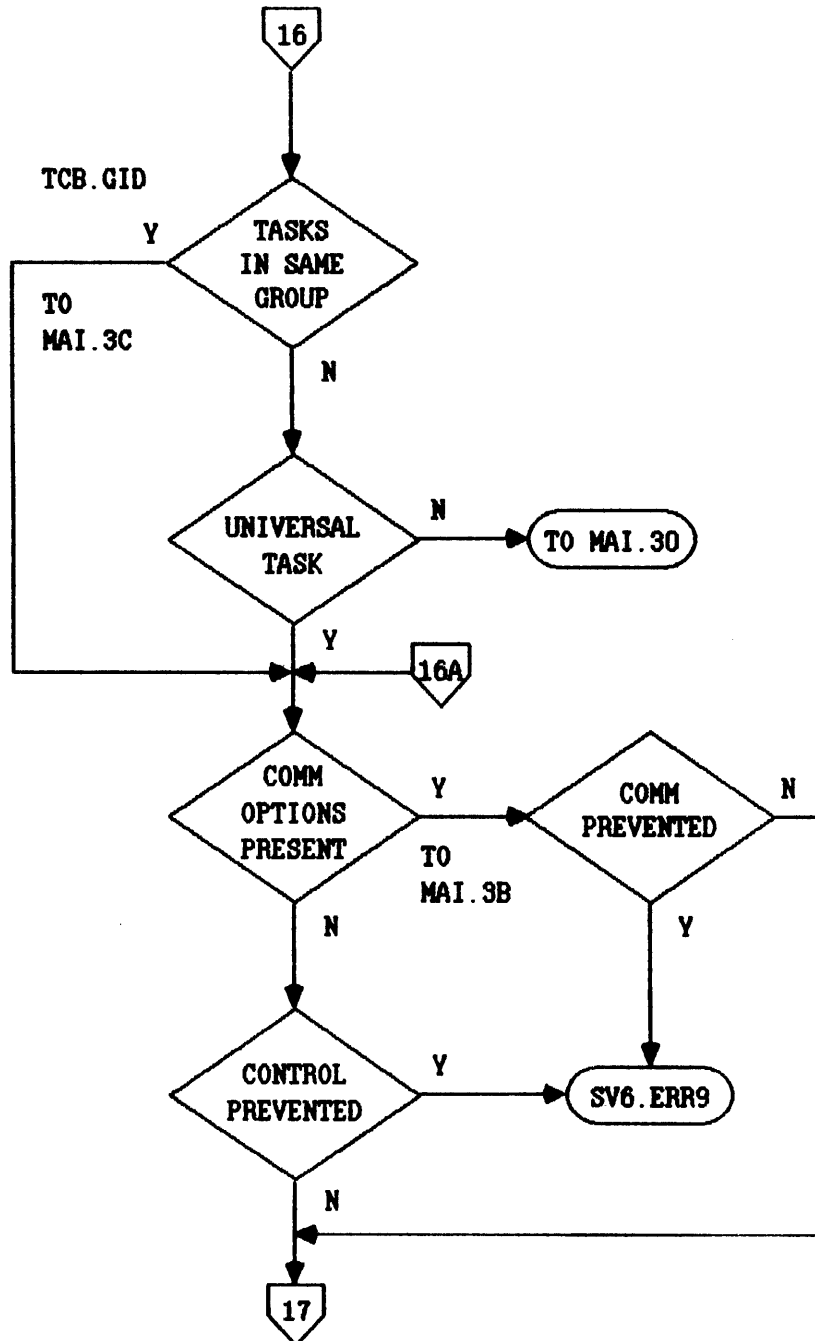 16
TCB.GID
Y
TASKS
IN SAME
GROUP
TO
MAI.3C
N
UNIVERSAL
TASK
N
TO MAI.30
Y
16A
COMM
OPTIONS
PRESENT
Y
TO
MAI.3B
COMM
PREVENTED
N
N
Y
CONTROL
PREVENTED
Y
SV6.ERR9
N
17